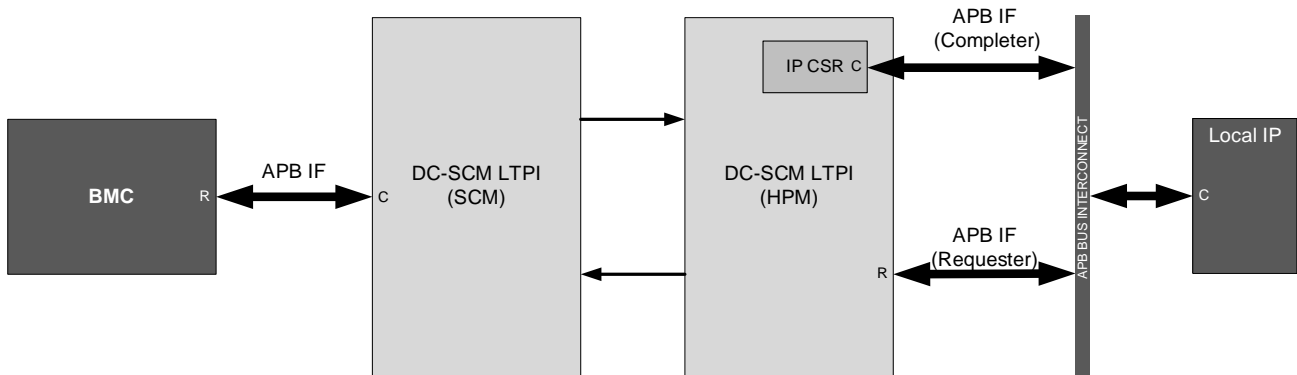 BMC
R
APB IF
C
DC-SCM LTPI
(SCM)
DC-SCM LTPI
(HPM)
IP CSR C
R
APB IF
(Completer)
APB IF
(Requester)
APB BUS INTERCONNECT
Local IP
C